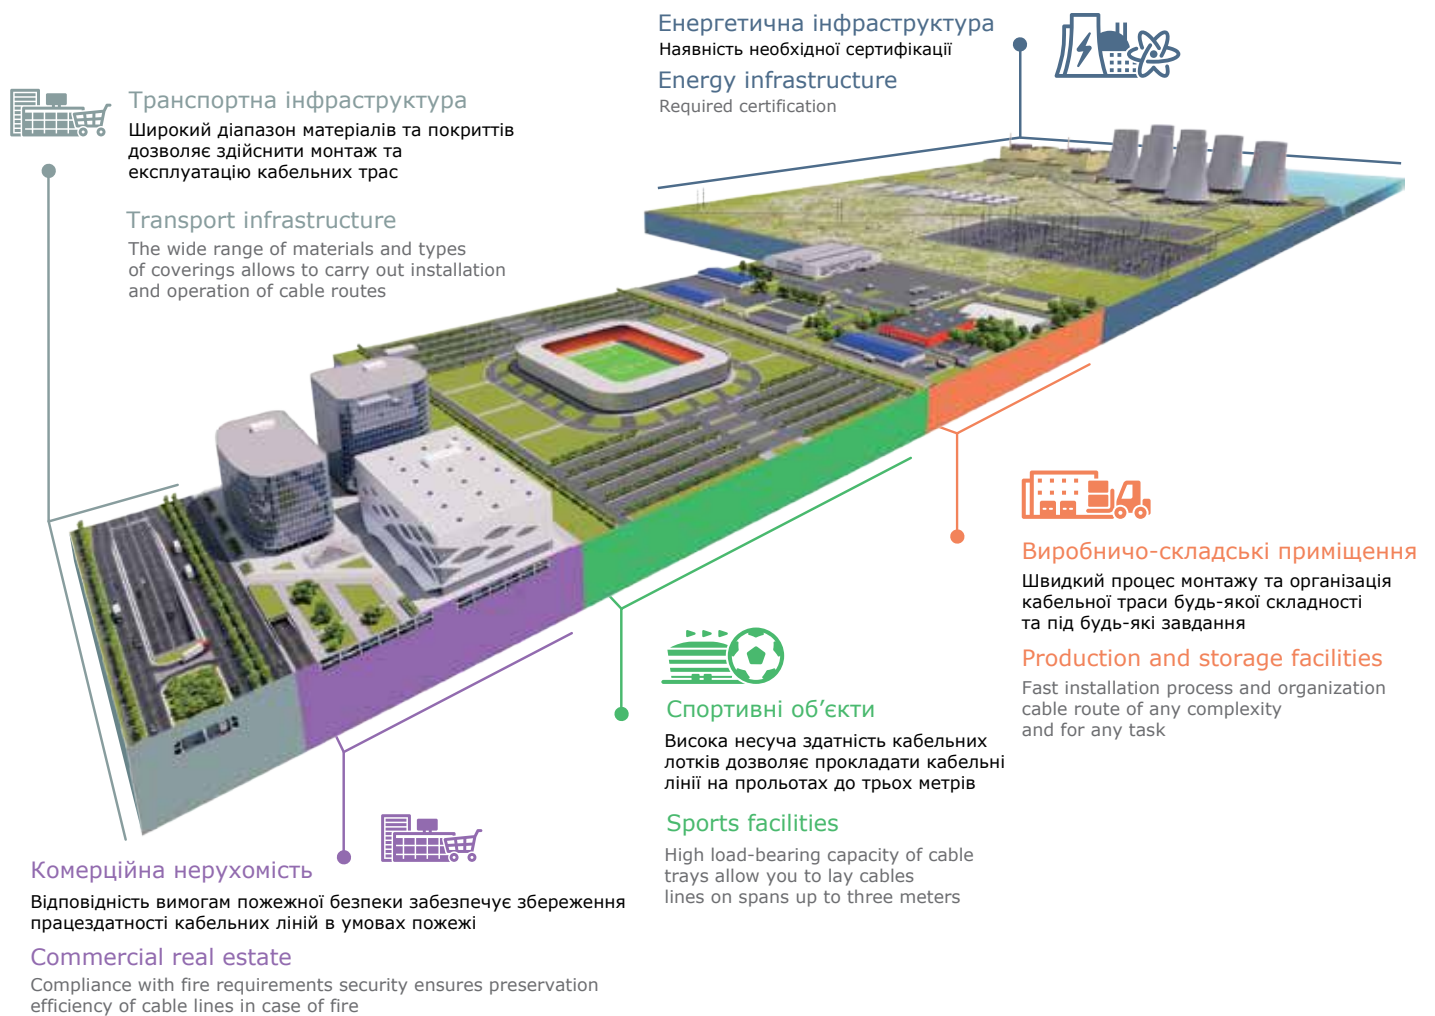 Енергетична інфраструктура
Наявність необхідної сертифікації
Energy infrastructure
Required certification
Транспортна інфраструктура
Широкий діапазон матеріалів та покриттів
дозволяє здійснити монтаж та
експлуатацію кабельних трас
Transport infrastructure
The wide range of materials and types
of coverings allows to carry out installation
and operation of cable routes
Виробничо-складські приміщення
Швидкий процес монтажу та організація
кабельної траси будь-якої складності
та під будь-які завдання
Production and storage facilities
Fast installation process and organization
cable route of any complexity
and for any task
Спортивні об’єкти
Висока несуча здатність кабельних
лотків дозволяє прокладати кабельні
лінії на прольотах до трьох метрів
Sports facilities
High load-bearing capacity of cable
trays allow you to lay cables
lines on spans up to three meters
Комерційна нерухомість
Відповідність вимогам пожежної безпеки забезпечує збереження
працездатності кабельних ліній в умовах пожежі
Commercial real estate
Compliance with fire requirements security ensures preservation
efficiency of cable lines in case of fire